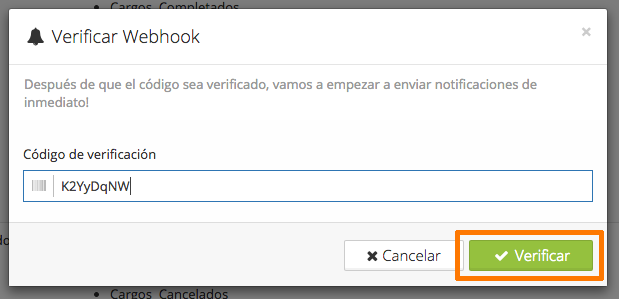 Cargos Completados
Verificar Webhook
×
Después de que el código sea verificado, vamos a empezar a enviar notificaciones de
inmediato!
Código de verificación
K2YyDqNW
Cancelar
Verificar
Cargos Cancelados